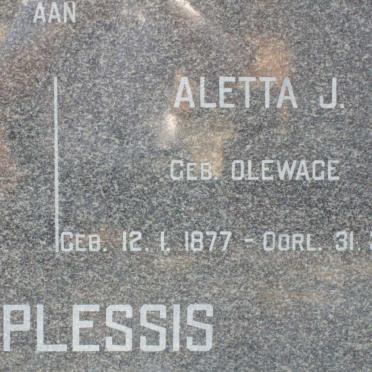 AAN
ALETTA J.
GEB. OLEWAGE
GEB. 12. 1. 1877 - OORL. 31.
PLESSIS